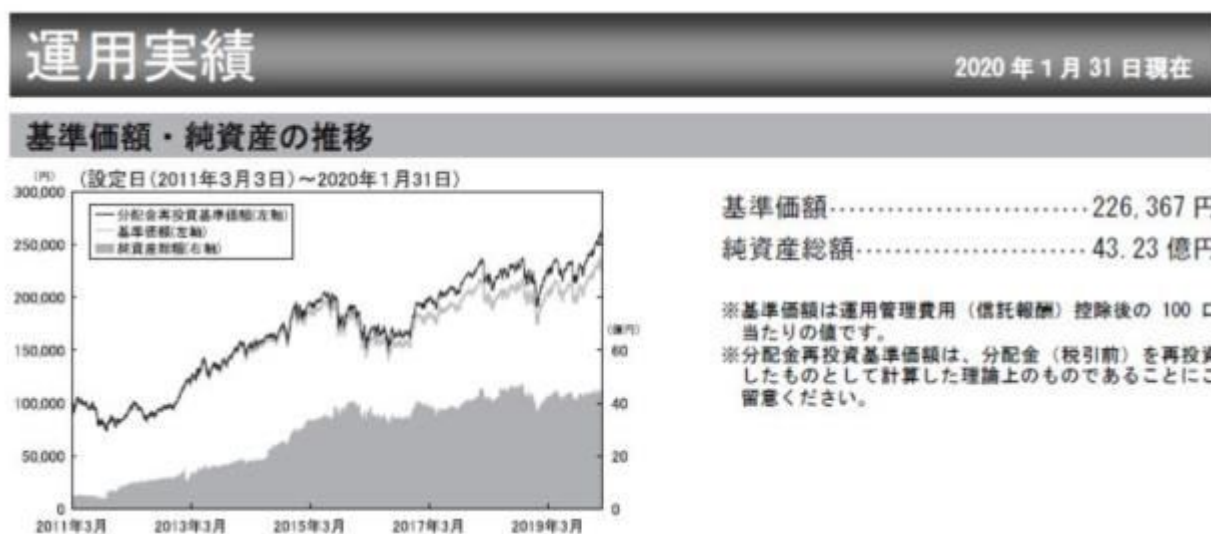 運用実績
2020 年 1 月 31 日現在
基準価額・純資産の推移
(円) (設定日(2011年3月3日)～2020年1月31日)
300,000
分配金再投資基準価額(左軸)
基準価額(左軸)
純資産総額(右軸)
250,000
200,000
(億円)
150,000 60
100,000 40
50,000 20
0 0
2011年3月 2013年3月 2015年3月 2017年3月 2019年3月
基準価額‥‥‥‥‥‥‥‥‥‥‥226,367 円
純資産総額‥‥‥‥‥‥‥‥‥‥43.23 億円
※基準価額は運用管理費用（信託報酬）控除後の 100 口
当たりの値です。
※分配金再投資基準価額は、分配金（税引前）を再投資
したものとして計算した理論上のものであることにご
留意ください。